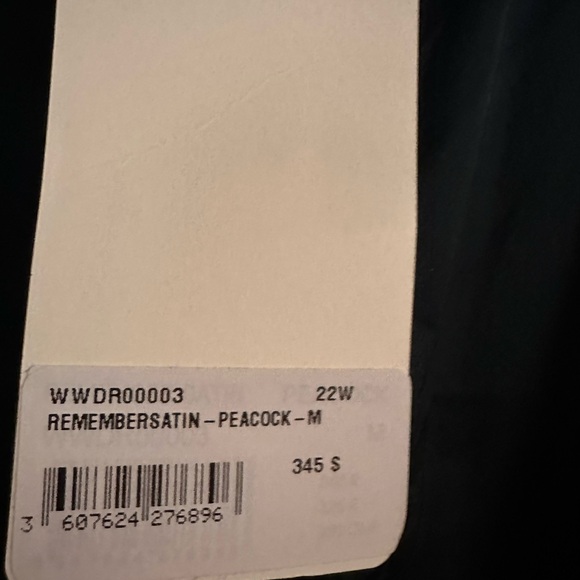 WWDR00003 22W
REMEMBERSATIN-PEACOCK-M
345 $
3 607624 276896